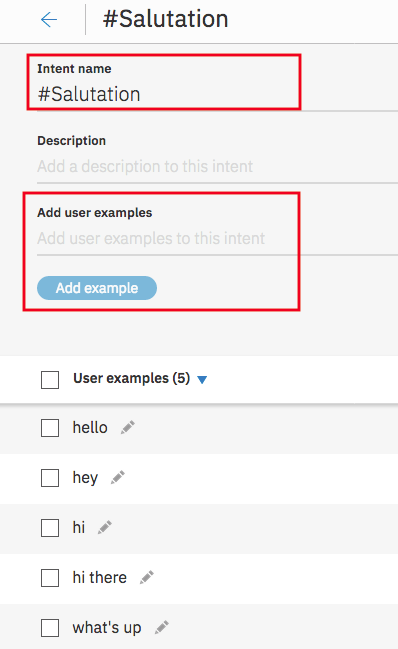 #Salutation
Intent name
#Salutation
Description
Add a description to this intent
Add user examples
Add user examples to this intent
Add example
User examples (5)
hello
hey
hi
hi there
what's up